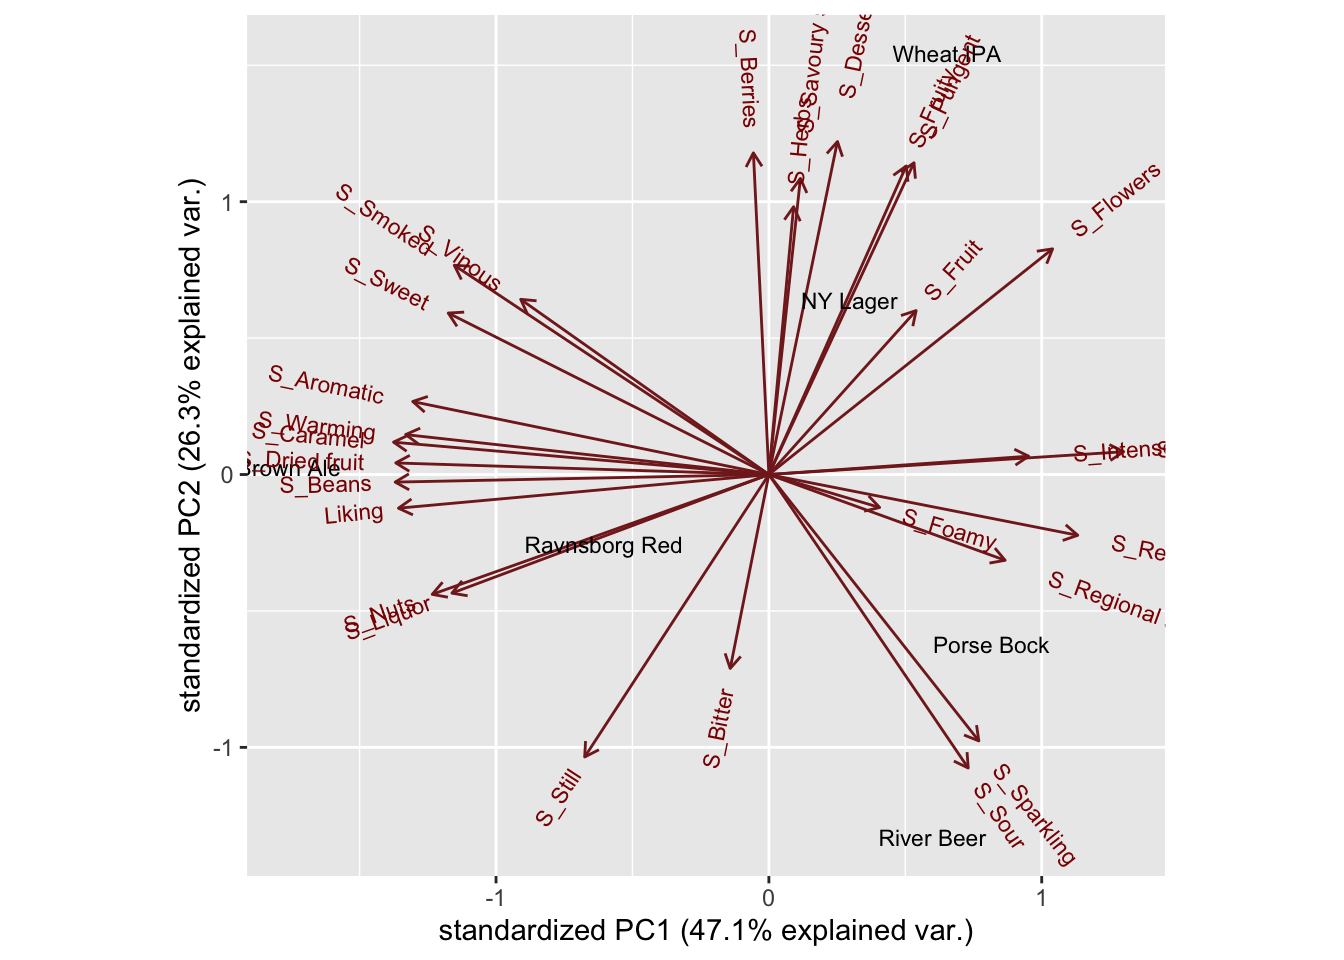 S_Berries
S_Savoury
S_Desse
Wheat IPA
S_Herbs
S_Fruity
S_Pungent
S_Flowers
S_Smoked
S_Vinous
S_Sweet
S_Fruit
NY Lager
S_Aromatic
S_Warming
S_Caramel
S_Dried fruit
Brown Ale
S_Beans
Liking
S_Intens
S_Foamy
S_Re
Ravnsborg Red
S_Regional
S_Nuts
S_Liquor
Porse Bock
S_Bitter
S_Still
S_Sparkling
S_Sour
River Beer
1
0
-1
-1
0
1
standardized PC1 (47.1% explained var.)
standardized PC2 (26.3% explained var.)